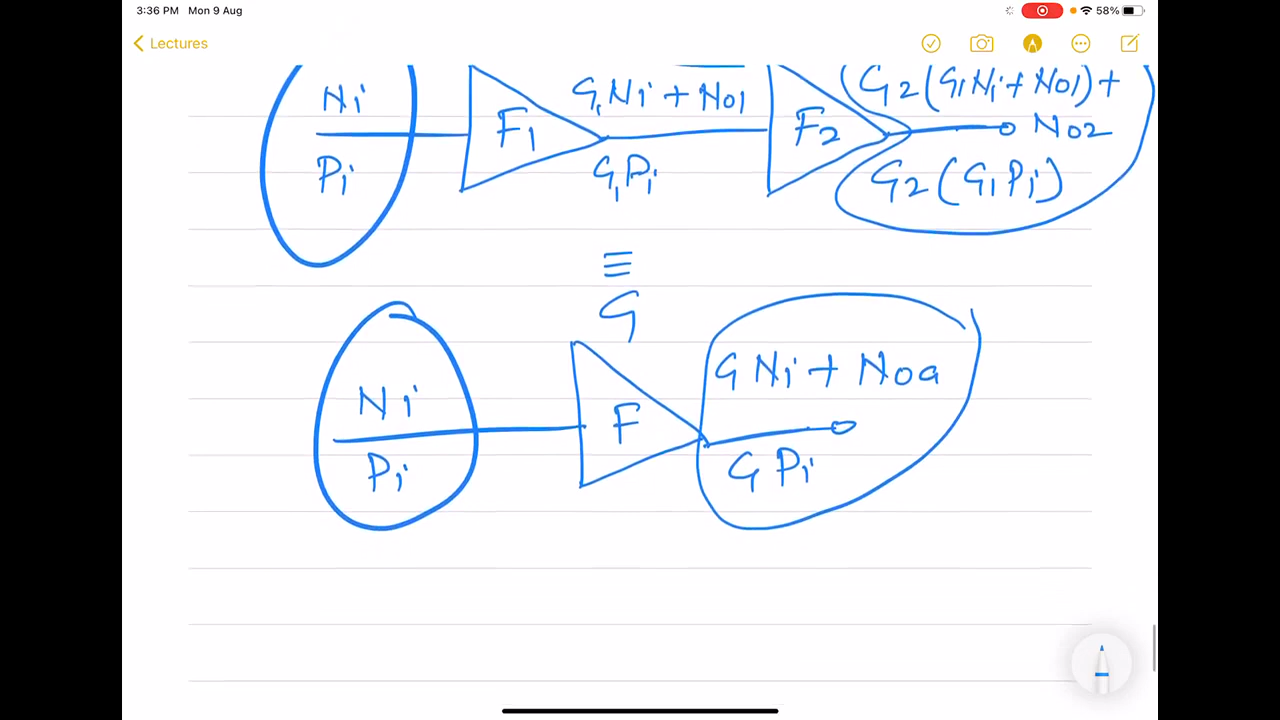 3:36 PM Mon 9 Aug
58%
Lectures
Ni
Pi
F1
G1Ni + No1
G1Pi
F2
G2(G1Ni + No1) +
No2
G2(G1Pi)
≡
G
Ni
Pi
F
GNi + Noa
GPi